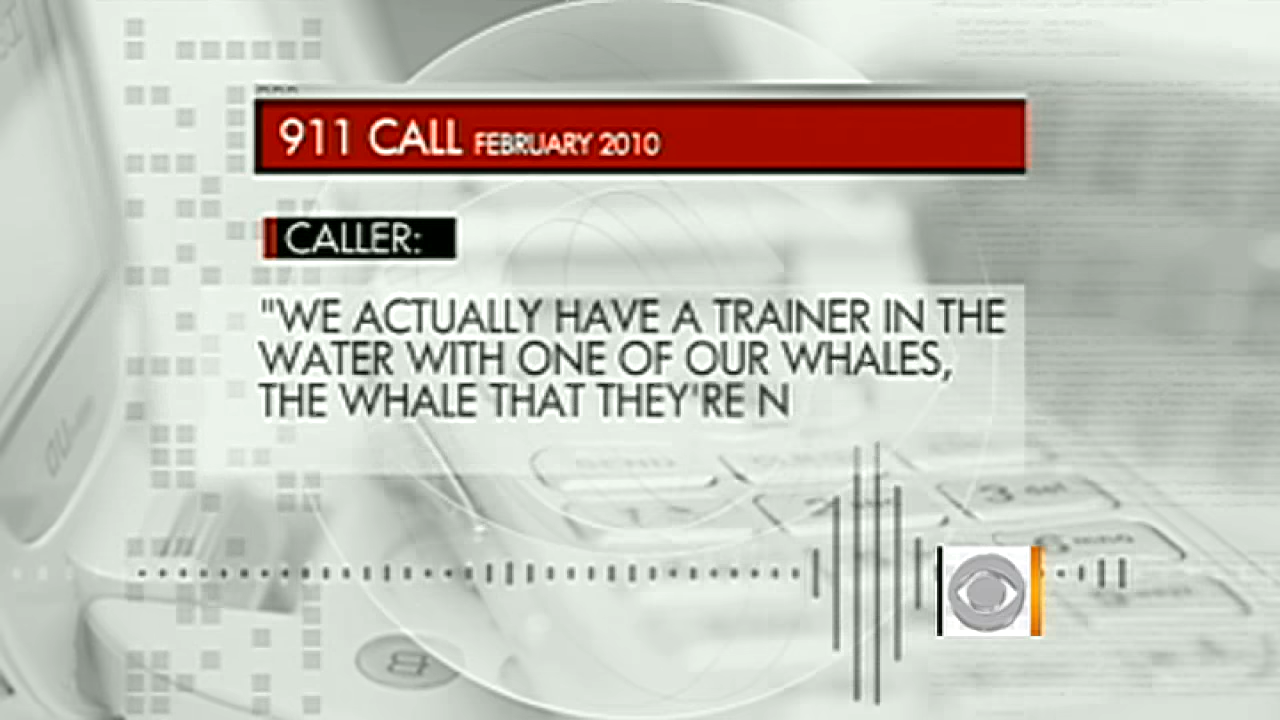 911 CALL FEBRUARY 2010
CALLER:
"WE ACTUALLY HAVE A TRAINER IN THE
WATER WITH ONE OF OUR WHALES,
THE WHALE THAT THEY'RE N